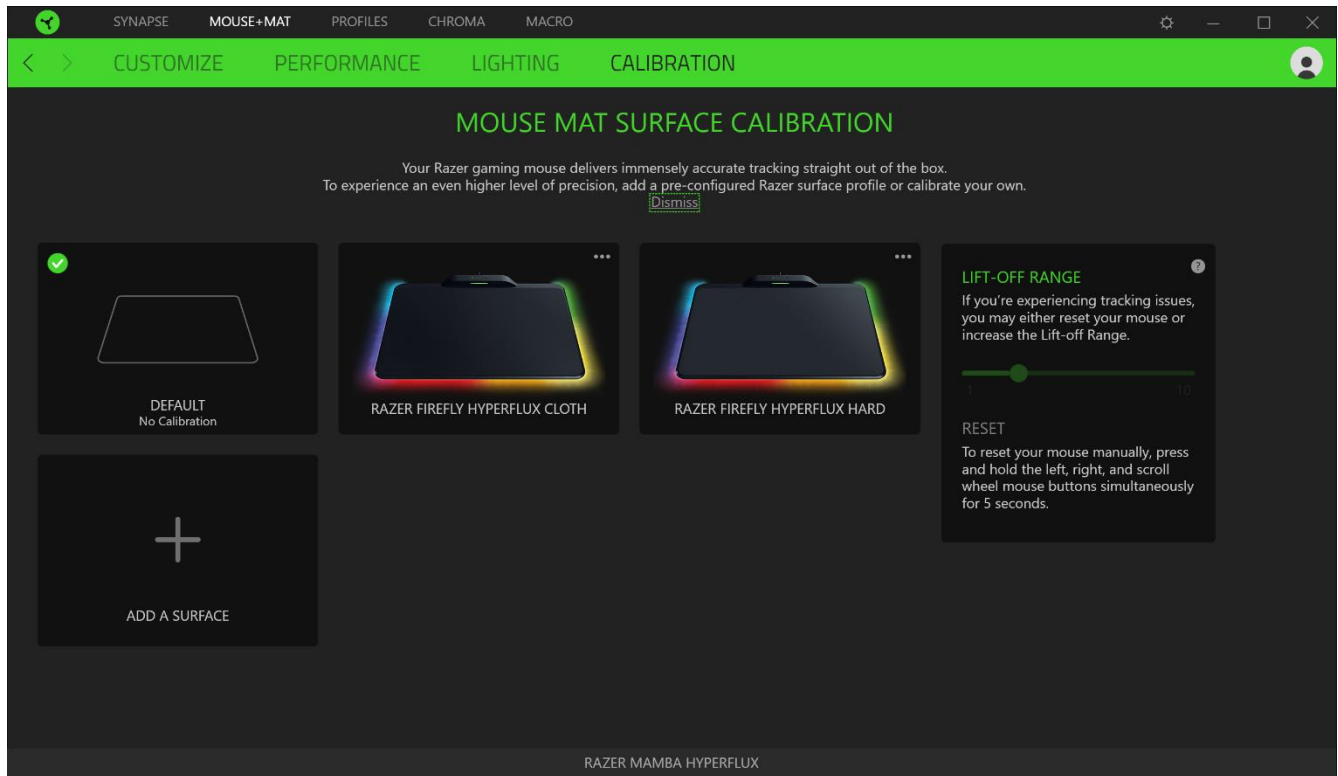 SYNAPSE MOUSE+MAT PROFILES CHROMA MACRO
CUSTOMIZE PERFORMANCE LIGHTING CALIBRATION
MOUSE MAT SURFACE CALIBRATION
Your Razer gaming mouse delivers immensely accurate tracking straight out of the box.
To experience an even higher level of precision, add a pre-configured Razer surface profile or calibrate your own.
Dismiss
DEFAULT
No Calibration
RAZER FIREFLY HYPERFLUX CLOTH
RAZER FIREFLY HYPERFLUX HARD
LIFT-OFF RANGE
?
If you're experiencing tracking issues,
you may either reset your mouse or
increase the Lift-off Range.
1 10
RESET
To reset your mouse manually, press
and hold the left, right, and scroll
wheel mouse buttons simultaneously
for 5 seconds.
ADD A SURFACE
RAZER MAMBA HYPERFLUX